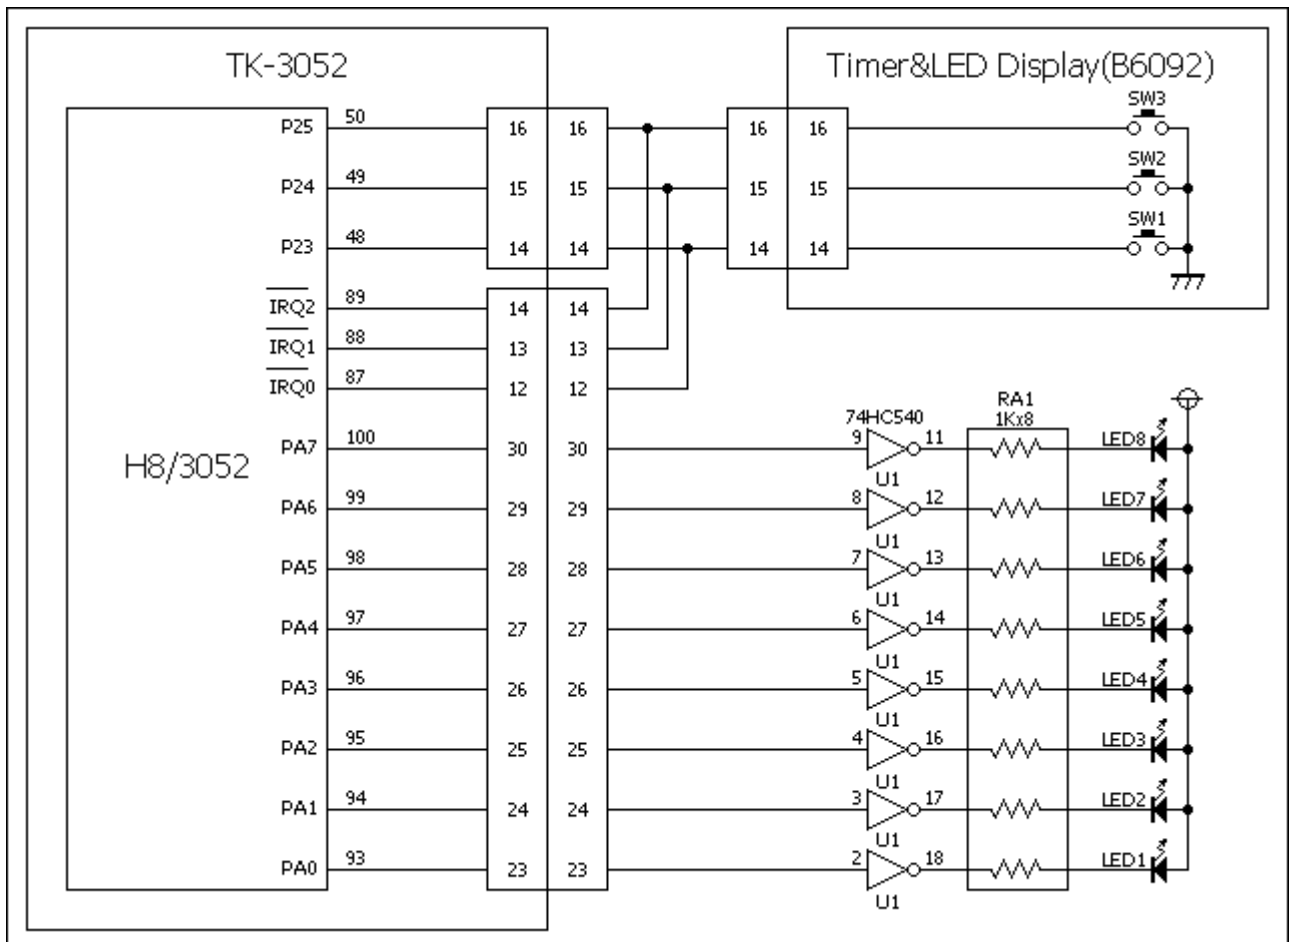 TK-3052
Timer&LED Display(B6092)
SW3
P25 50 16 16 16 16
SW2
P24 49 15 15 15 15
SW1
P23 48 14 14 14 14
IRQ2 89 14 14
IRQ1 88 13 13
IRQ0 87 12 12
RA1
74HC540 1Kx8
PA7 100 30 30 9 11 LED8
H8/3052
U1
PA6 99 29 29 8 12 LED7
U1
PA5 98 28 28 7 13 LED6
U1
PA4 97 27 27 6 14 LED5
U1
PA3 96 26 26 5 15 LED4
U1
PA2 95 25 25 4 16 LED3
U1
PA1 94 24 24 3 17 LED2
U1
PA0 93 23 23 2 18 LED1
U1